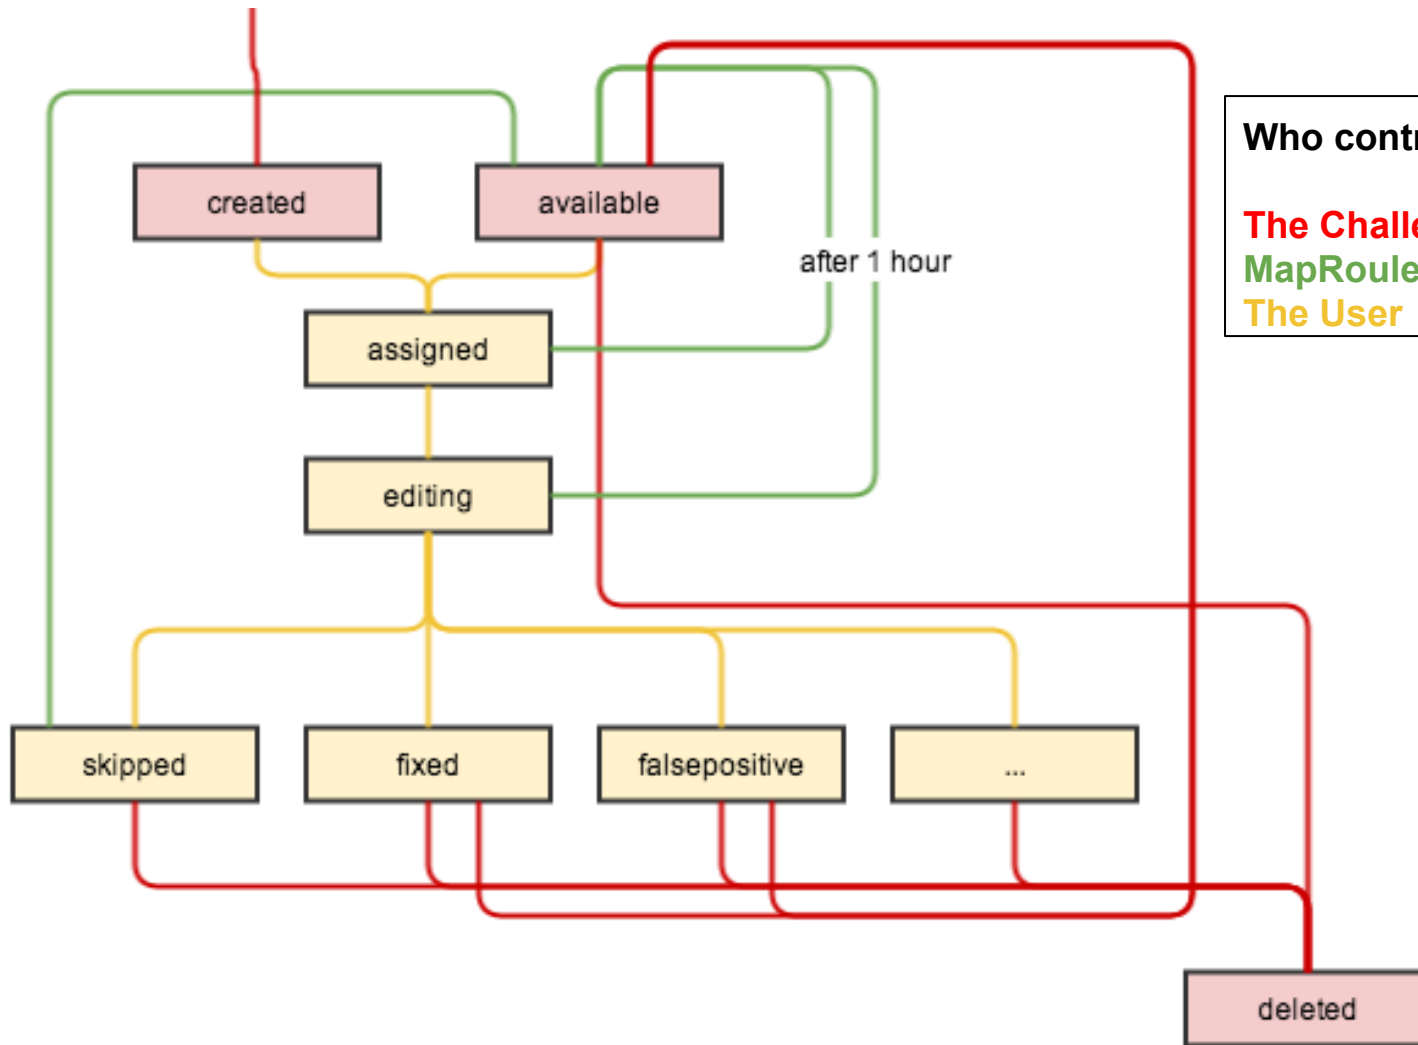 created
available
Who contr
The Challe
MapRoule
The User
after 1 hour
assigned
editing
skipped
fixed
falsepositive
...
deleted